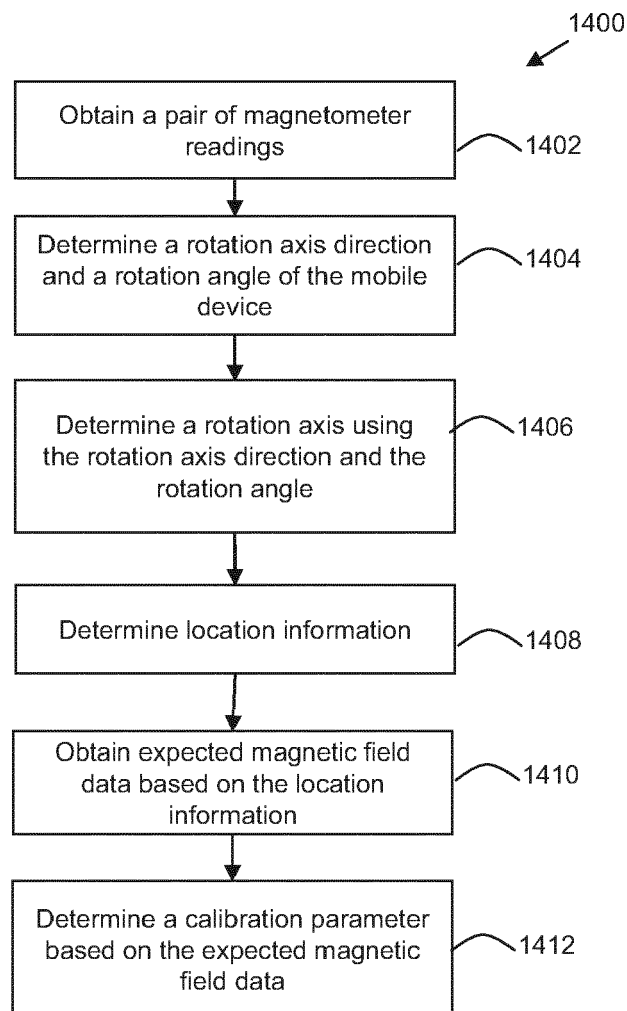 1400
Obtain a pair of magnetometer
readings
1402
Determine a rotation axis direction
and a rotation angle of the mobile
device
1404
Determine a rotation axis using
the rotation axis direction and the
rotation angle
1406
Determine location information
1408
Obtain expected magnetic field
data based on the location
information
1410
Determine a calibration parameter
based on the expected magnetic
field data
1412